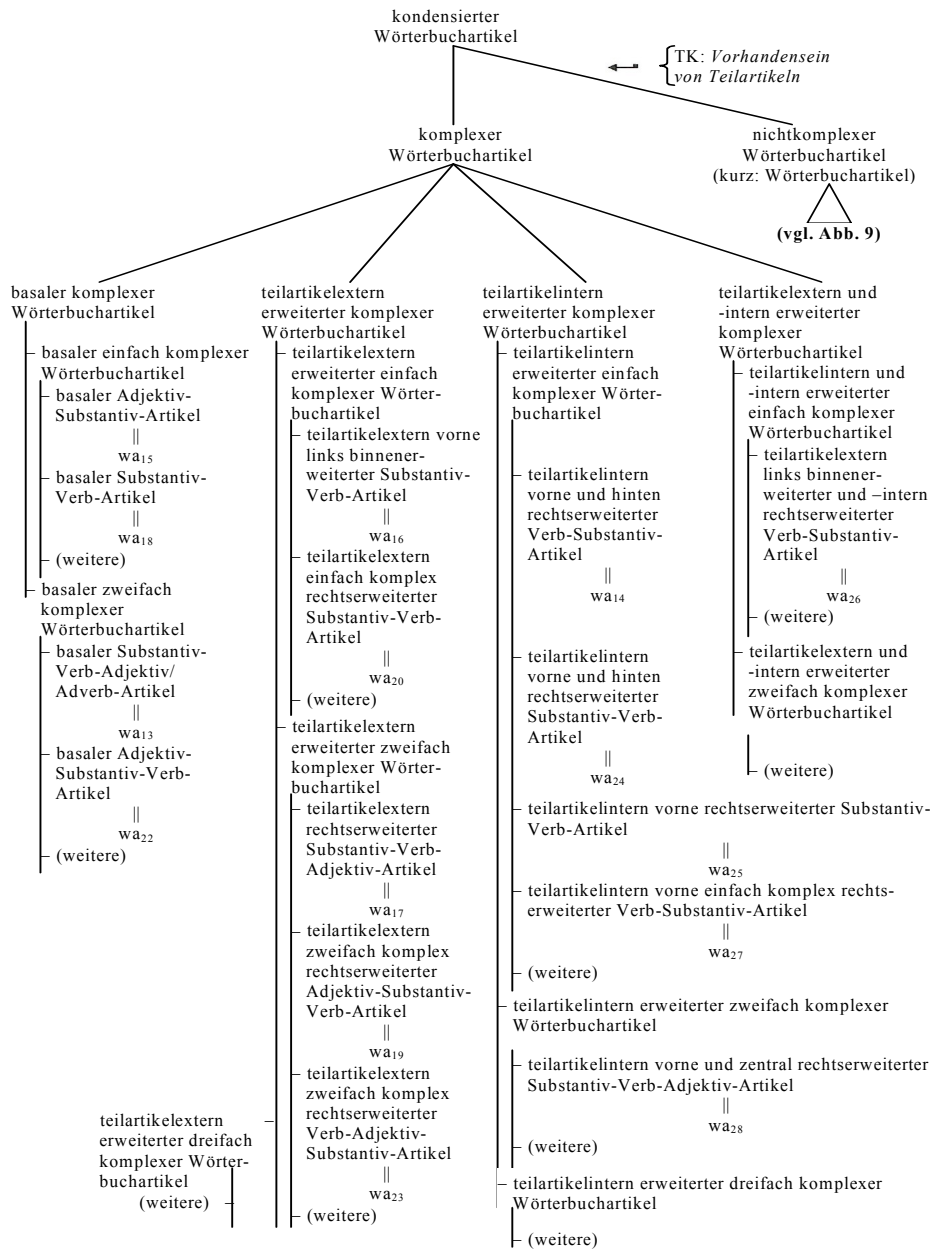 kondensierter
Wörterbuchartikel
TK: Vorhandensein
von Teilartikeln
komplexer
Wörterbuchartikel
nichtkomplexer
Wörterbuchartikel
(kurz: Wörterbuchartikel)
(vgl. Abb. 9)
basaler komplexer
Wörterbuchartikel
– basaler einfach komplexer
Wörterbuchartikel
– basaler Adjektiv-
Substantiv-Artikel
||
wa15
– basaler Substantiv-
Verb-Artikel
||
wa18
– (weitere)
– basaler zweifach
komplexer
Wörterbuchartikel
– basaler Substantiv-
Verb-Adjektiv/
Adverb-Artikel
||
wa13
– basaler Adjektiv-
Substantiv-Verb-
Artikel
||
wa22
– (weitere)
teilartikelextern
erweiterter komplexer
Wörterbuchartikel
– teilartikelextern
erweiterter einfach
komplexer Wörter-
buchartikel
– teilartikelextern vorne
links binnener-
weiterter Substantiv-
Verb-Artikel
||
wa16
– teilartikelextern
einfach komplex
rechtserweiterter
Substantiv-Verb-
Artikel
||
wa20
– (weitere)
– teilartikelextern
erweiterter zweifach
komplexer Wörter-
buchartikel
– teilartikelextern
rechtserweiterter
Substantiv-Verb-
Adjektiv-Artikel
||
wa17
– teilartikelextern
zweifach komplex
rechtserweiterter
Adjektiv-Substantiv-
Verb-Artikel
||
wa19
– teilartikelextern
zweifach komplex
rechtserweiterter
Verb-Adjektiv-
Substantiv-Artikel
||
wa23
– (weitere)
teilartikelextern –
erweiterter dreifach
komplexer Wörter-
buchartikel
(weitere) –
teilartikelintern
erweiterter komplexer
Wörterbuchartikel
– teilartikelintern
erweiterter einfach
komplexer Wörter-
buchartikel
– teilartikelintern
vorne und hinten
rechtserweiterter
Verb-Substantiv-
Artikel
||
wa14
– teilartikelintern
vorne und hinten
rechtserweiterter
Substantiv-Verb-
Artikel
||
wa24
– teilartikelintern vorne rechtserweiterter Substantiv-
Verb-Artikel
||
wa25
– teilartikelintern vorne einfach komplex rechts-
erweiterter Verb-Substantiv-Artikel
||
wa27
– (weitere)
– teilartikelintern erweiterter zweifach komplexer
Wörterbuchartikel
– teilartikelintern vorne und zentral rechtserweiterter
Substantiv-Verb-Adjektiv-Artikel
||
wa28
– (weitere)
– teilartikelintern erweiterter dreifach komplexer
Wörterbuchartikel
– (weitere)
teilartikelextern und
-intern erweiterter
komplexer
Wörterbuchartikel
– teilartikelintern und
-intern erweiterter
einfach komplexer
Wörterbuchartikel
– teilartikelextern
links binnener-
weiterter und –intern
rechtserweiterter
Verb-Substantiv-
Artikel
||
wa26
– (weitere)
– teilartikelextern und
-intern erweiterter
zweifach komplexer
Wörterbuchartikel
– (weitere)